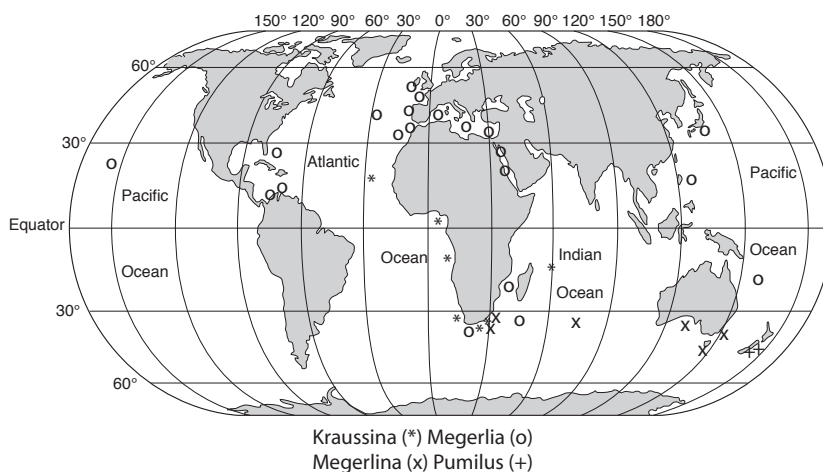 150° 120° 90° 60° 30° 0° 30° 60° 90° 120° 150° 180°
60°
30°
Atlantic
Pacific
Pacific
Equator
Ocean
Ocean
Indian
Ocean
Ocean
30°
60°
Kraussina (*) Megerlia (o)
Megerlina (x) Pumilus (+)